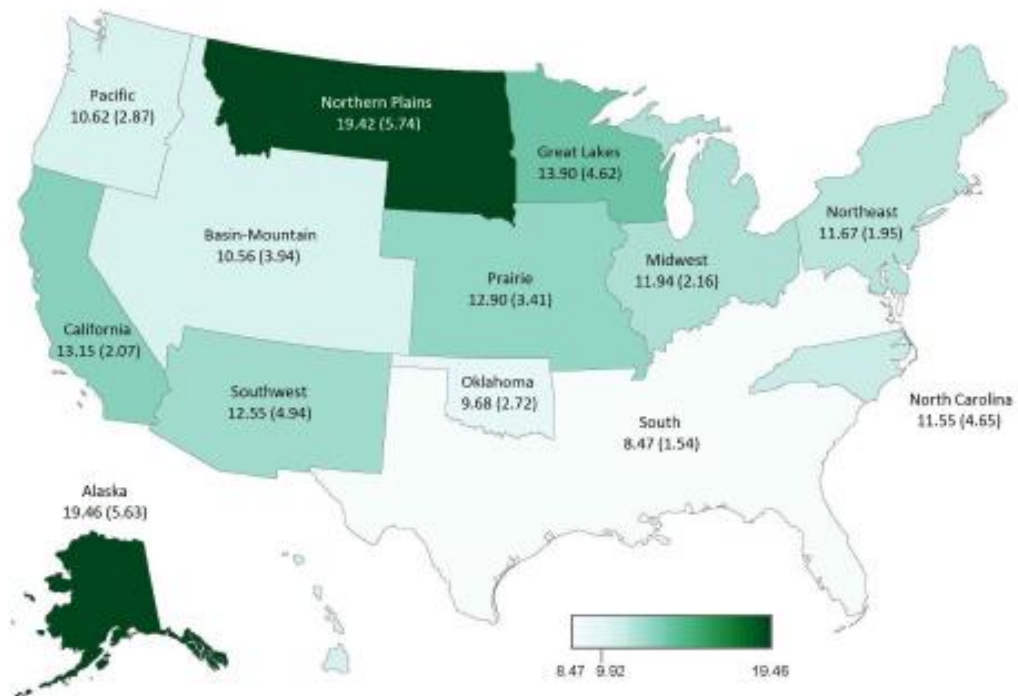 Pacific
10.62 (2.87)
Northern Plains
19.42 (5.74)
Great Lakes
13.90 (4.62)
Northeast
11.67 (1.95)
Basin-Mountain
10.56 (3.94)
Midwest
11.94 (2.16)
Prairie
12.90 (3.41)
California
13.15 (2.07)
Southwest
12.55 (4.94)
Oklahoma
9.68 (2.72)
South
8.47 (1.54)
North Carolina
11.55 (4.65)
Alaska
19.46 (5.63)
8.47 9.92 19.46